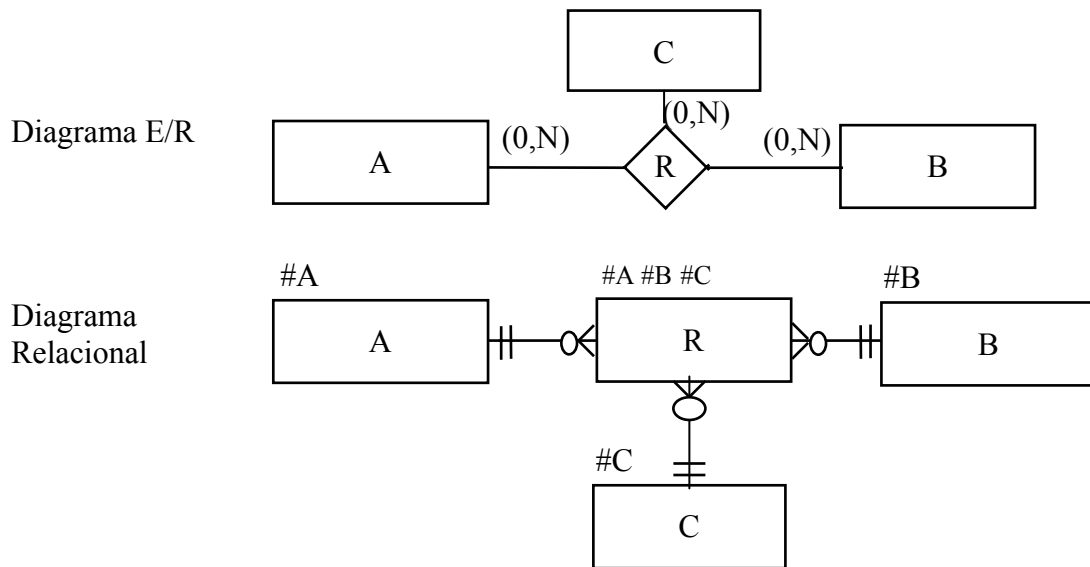 C
Diagrama E/R
(0,N) (0,N) (0,N)
A R B
#A #A #B #C #B
Diagrama
Relacional
A R B
#C
C